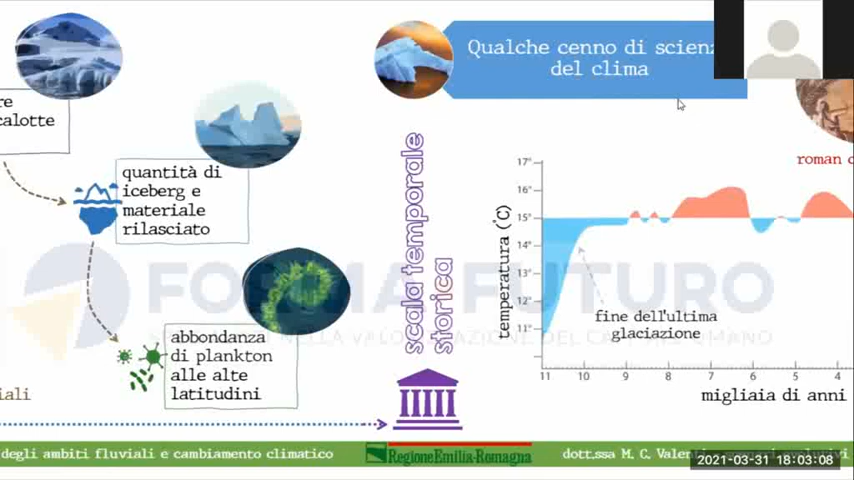 Qualche cenno di scienz
del clima
re
calotte
quantità di
iceberg e
materiale
rilasciato
abbondanza
di plankton
alle alte
latitudini
iali
scala temporale
storica
roman
temperatura (°C)
17°
16°
15°
14°
13°
12°
11°
fine dell'ultima
glaciazione
11 10 9 8 7 6 5 4
migliaia di anni
FORMA FUTURO
degli ambiti fluviali e cambiamento climatico
RegioneEmilia-Romagna
dott.ssa M. C. Valen
2021-03-31 18:03:08